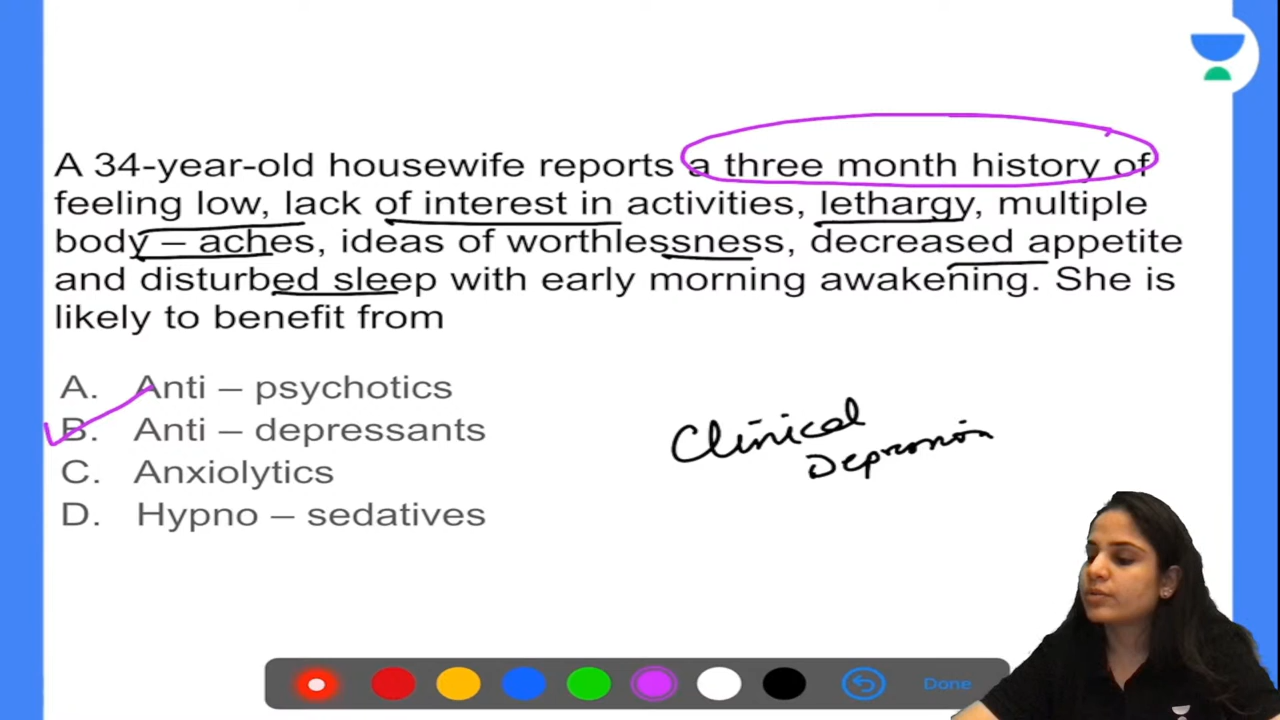 A 34-year-old housewife reports a three month history of
feeling low, lack of interest in activities, lethargy, multiple
body – aches, ideas of worthlessness, decreased appetite
and disturbed sleep with early morning awakening. She is
likely to benefit from
A. Anti – psychotics
B. Anti – depressants
C. Anxiolytics
D. Hypno – sedatives
Clinical
Depression
Done